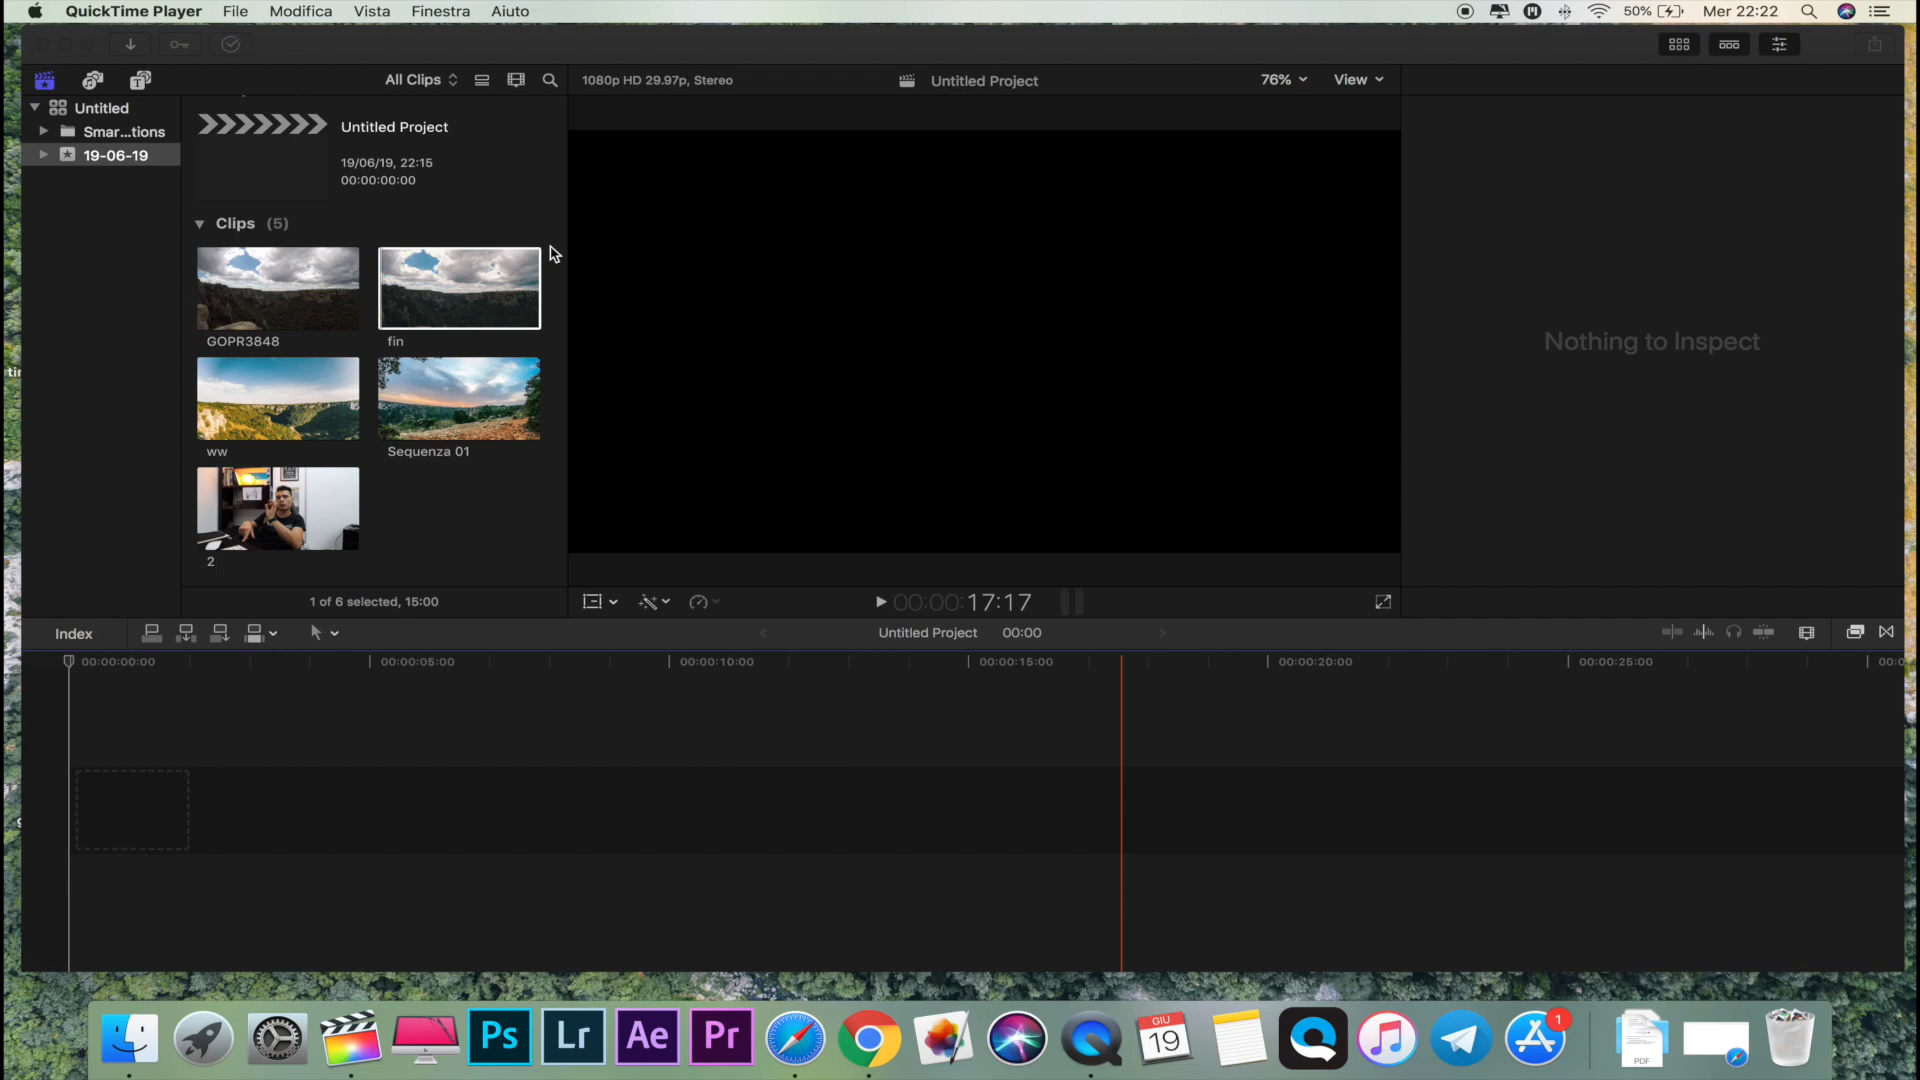 QuickTime Player File Modifica Vista Finestra Aiuto 50% Mer 22:22
All Clips 1080p HD 29.97p, Stereo Untitled Project 76% View
Untitled
Smar...tions
19-06-19
Untitled Project
19/06/19, 22:15
00:00:00:00
Clips (5)
GOPR3848 fin
ww Sequenza 01
2
Nothing to Inspect
1 of 6 selected, 15:00 00:00:17:17
Index Untitled Project 00:00
00:00:00:00 00:00:05:00 00:00:10:00 00:00:15:00 00:00:20:00 00:00:25:00
Ps Lr Ae Pr GIU 19 PDF 1